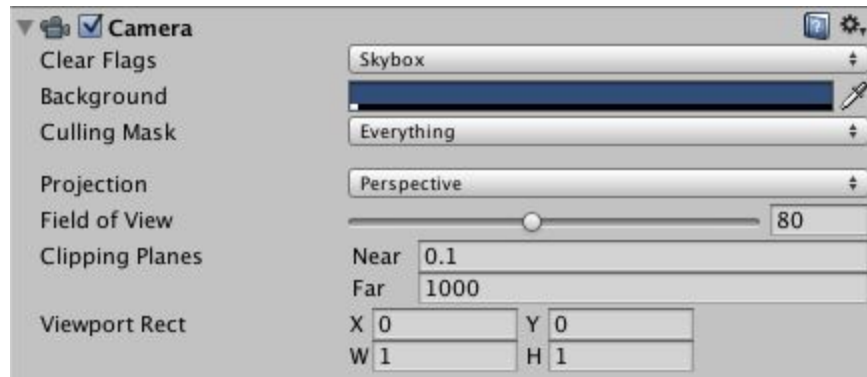 Camera
Clear Flags Skybox
Background
Culling Mask Everything
Projection Perspective
Field of View 80
Clipping Planes Near 0.1
Far 1000
Viewport Rect X 0 Y 0
W 1 H 1